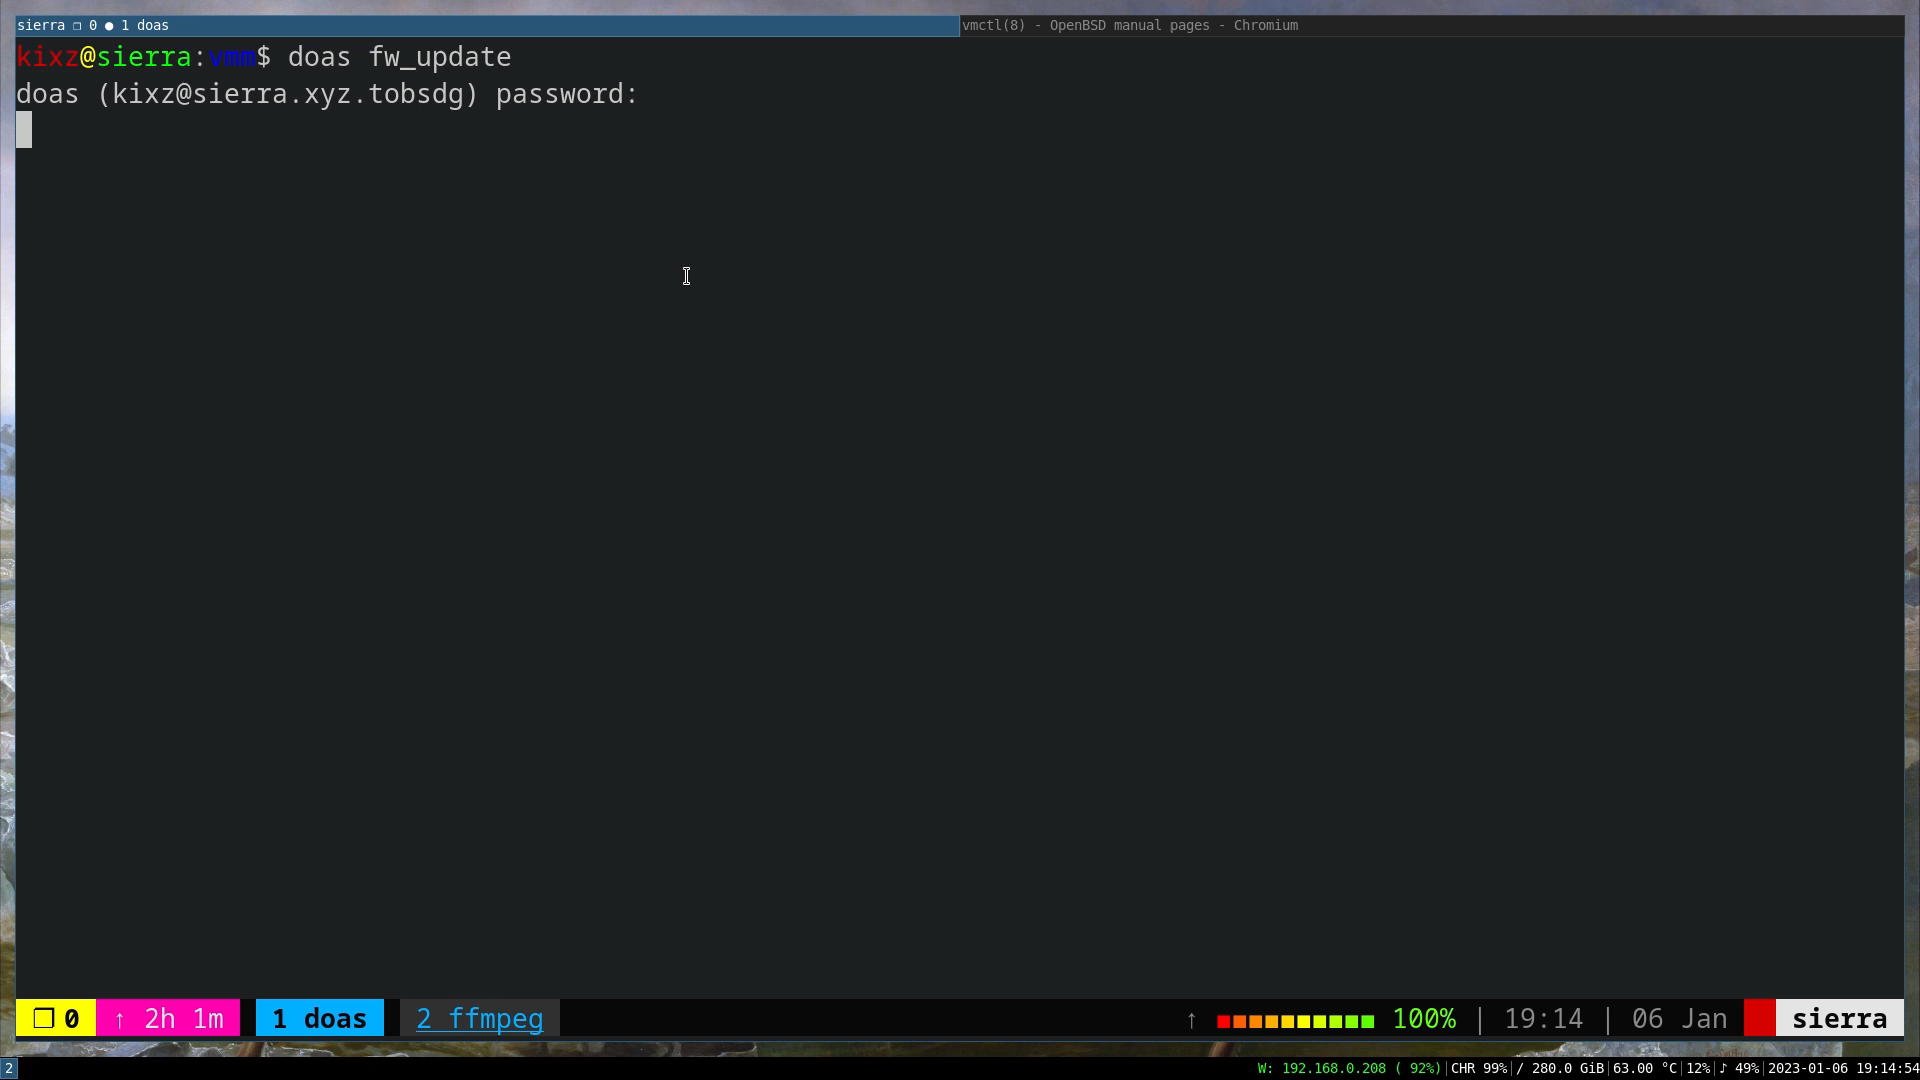 sierra ❐ 0 ● 1 doas
vmctl(8) - OpenBSD manual pages - Chromium
kixz@sierra:vmm$ doas fw_update
doas (kixz@sierra.xyz.tobsdg) password:
❐ 0 ↑ 2h 1m 1 doas 2 ffmpeg ↑ 100% | 19:14 | 06 Jan sierra
2 W: 192.168.0.208 ( 92%)|CHR 99%|/ 280.0 GiB|63.00 °C|12%|♪ 49%|2023-01-06 19:14:54